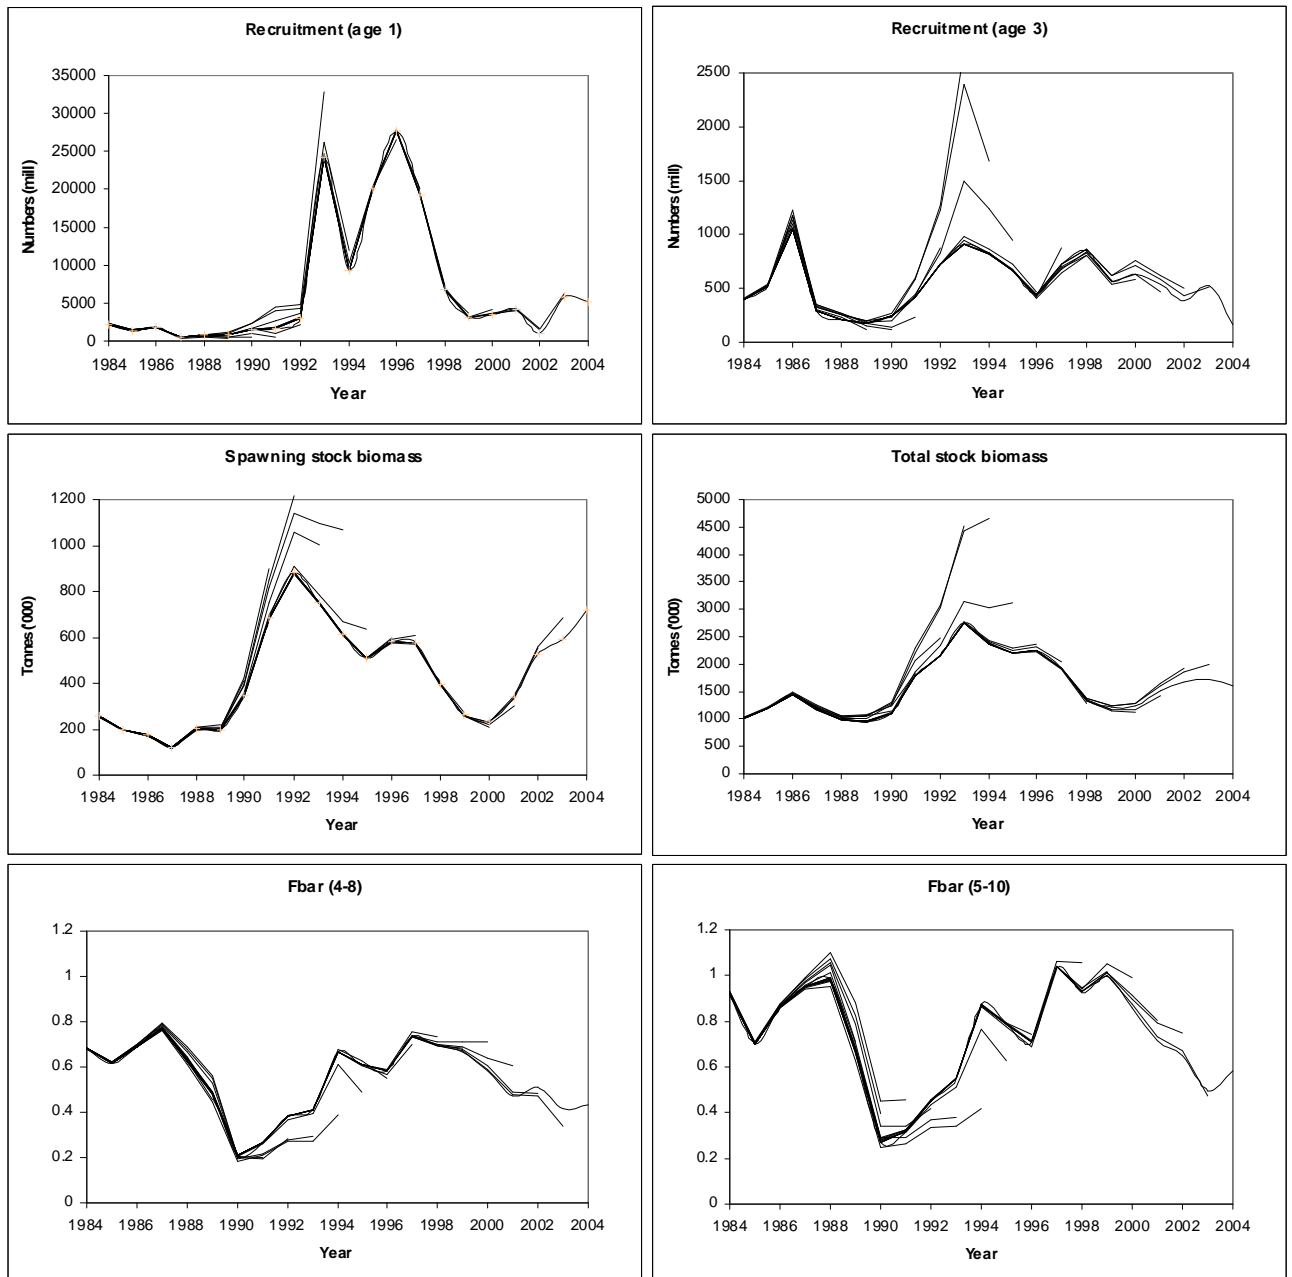 Recruitment (age 1)
35000
30000
25000
20000
15000
10000
5000
0
Numbers (mill)
1984 1986 1988 1990 1992 1994 1996 1998 2000 2002 2004
Year
Recruitment (age 3)
2500
2000
1500
1000
500
0
Numbers (mill)
1984 1986 1988 1990 1992 1994 1996 1998 2000 2002 2004
Year
Spawning stock biomass
1200
1000
800
600
400
200
0
Tonnes ('000)
1984 1986 1988 1990 1992 1994 1996 1998 2000 2002 2004
Year
Total stock biomass
5000
4500
4000
3500
3000
2500
2000
1500
1000
500
0
Tonnes ('000)
1984 1986 1988 1990 1992 1994 1996 1998 2000 2002 2004
Year
Fbar (4-8)
1.2
1
0.8
0.6
0.4
0.2
0
1984 1986 1988 1990 1992 1994 1996 1998 2000 2002 2004
Year
Fbar (5-10)
1.2
1
0.8
0.6
0.4
0.2
0
1984 1986 1988 1990 1992 1994 1996 1998 2000 2002 2004
Year